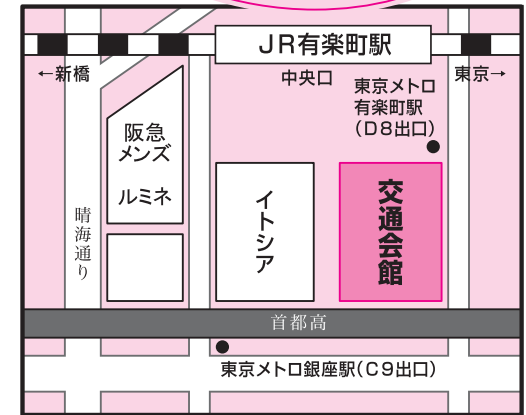 JR有楽町駅
←新橋
中央口
東京メトロ
有楽町駅
(D8出口)
東京→
阪急
メンズ
ルミネ
晴海通り
イトシア
交通会館
首都高
東京メトロ銀座駅(C9出口)